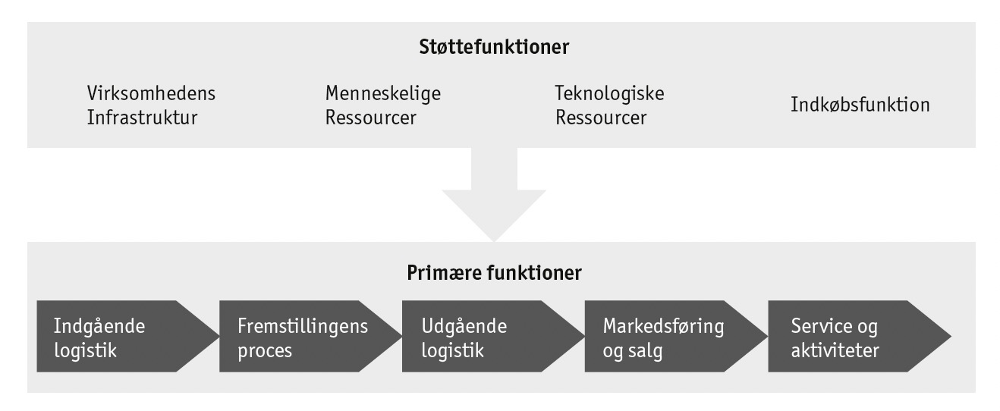 Støttefunktioner
Virksomhedens
Infrastruktur
Menneskelige
Ressourcer
Teknologiske
Ressourcer
Indkøbsfunktion
Primære funktioner
Indgående
logistik
Fremstillingens
proces
Udgående
logistik
Markedsføring
og salg
Service og
aktiviteter